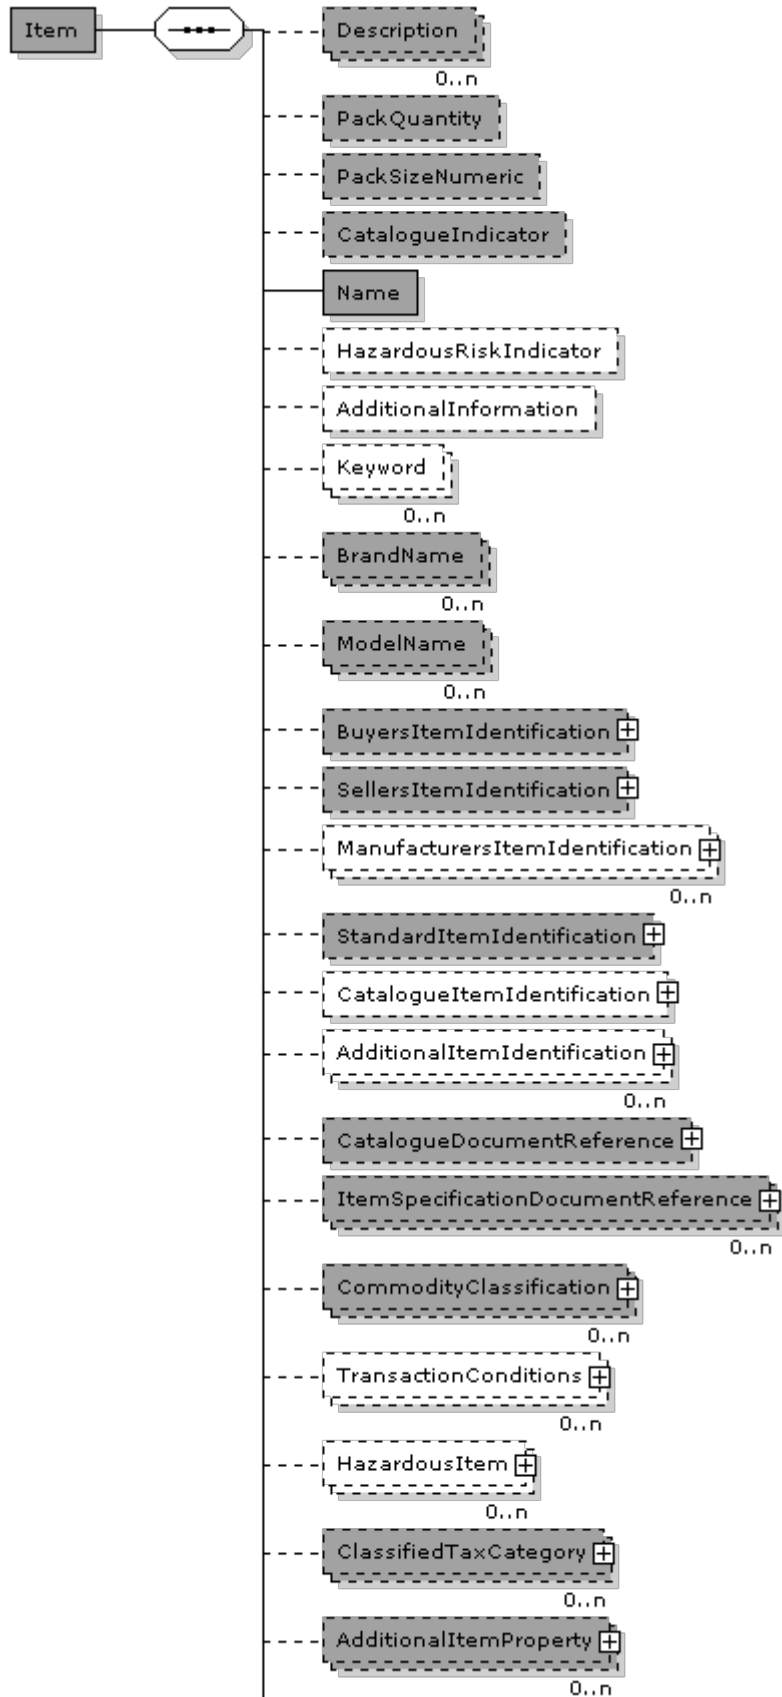 Item
Description
0..n
PackQuantity
PackSizeNumeric
CatalogueIndicator
Name
HazardousRiskIndicator
AdditionalInformation
Keyword
0..n
BrandName
0..n
ModelName
0..n
BuyersItemIdentification
SellersItemIdentification
ManufacturersItemIdentification
0..n
StandardItemIdentification
CatalogueItemIdentification
AdditionalItemIdentification
0..n
CatalogueDocumentReference
ItemSpecificationDocumentReference
0..n
CommodityClassification
0..n
TransactionConditions
0..n
HazardousItem
0..n
ClassifiedTaxCategory
0..n
AdditionalItemProperty
0..n